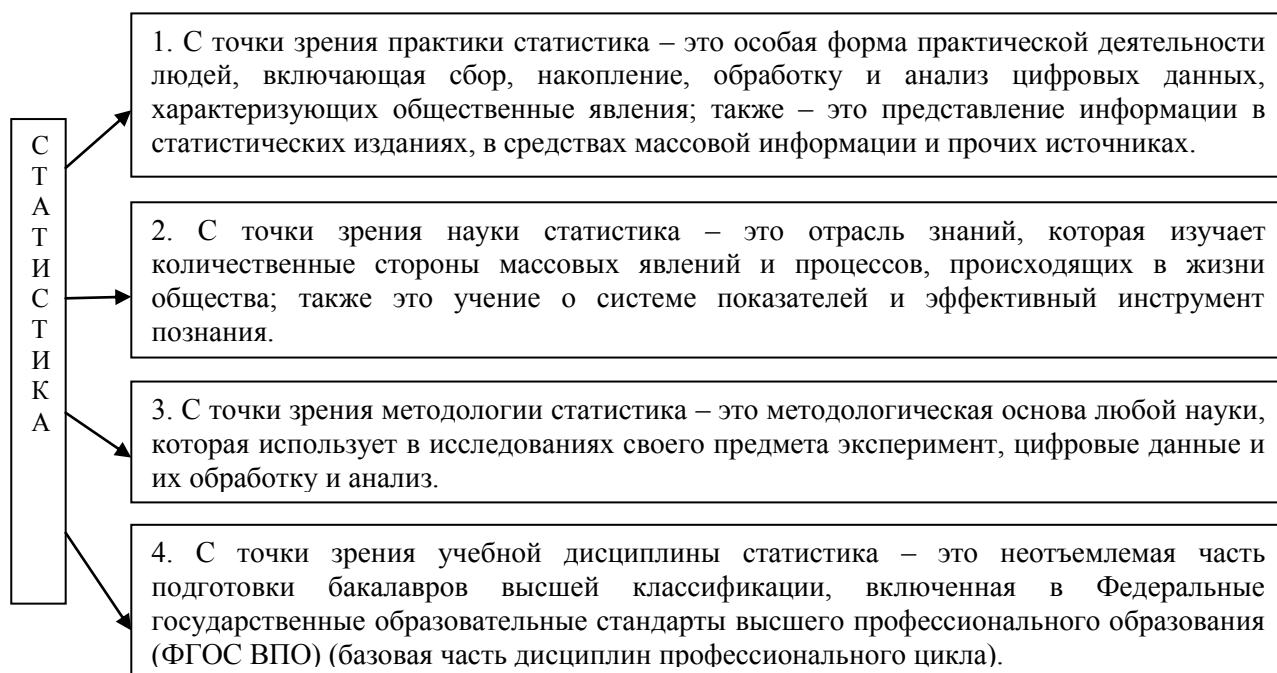 С
Т
А
Т
И
С
Т
И
К
А
1. С точки зрения практики статистика – это особая форма практической деятельности
людей, включающая сбор, накопление, обработку и анализ цифровых данных,
характеризующих общественные явления; также – это представление информации в
статистических изданиях, в средствах массовой информации и прочих источниках.
2. С точки зрения науки статистика – это отрасль знаний, которая изучает
количественные стороны массовых явлений и процессов, происходящих в жизни
общества; также это учение о системе показателей и эффективный инструмент
познания.
3. С точки зрения методологии статистика – это методологическая основа любой науки,
которая использует в исследованиях своего предмета эксперимент, цифровые данные и
их обработку и анализ.
4. С точки зрения учебной дисциплины статистика – это неотъемлемая часть
подготовки бакалавров высшей классификации, включенная в Федеральные
государственные образовательные стандарты высшего профессионального образования
(ФГОС ВПО) (базовая часть дисциплин профессионального цикла).